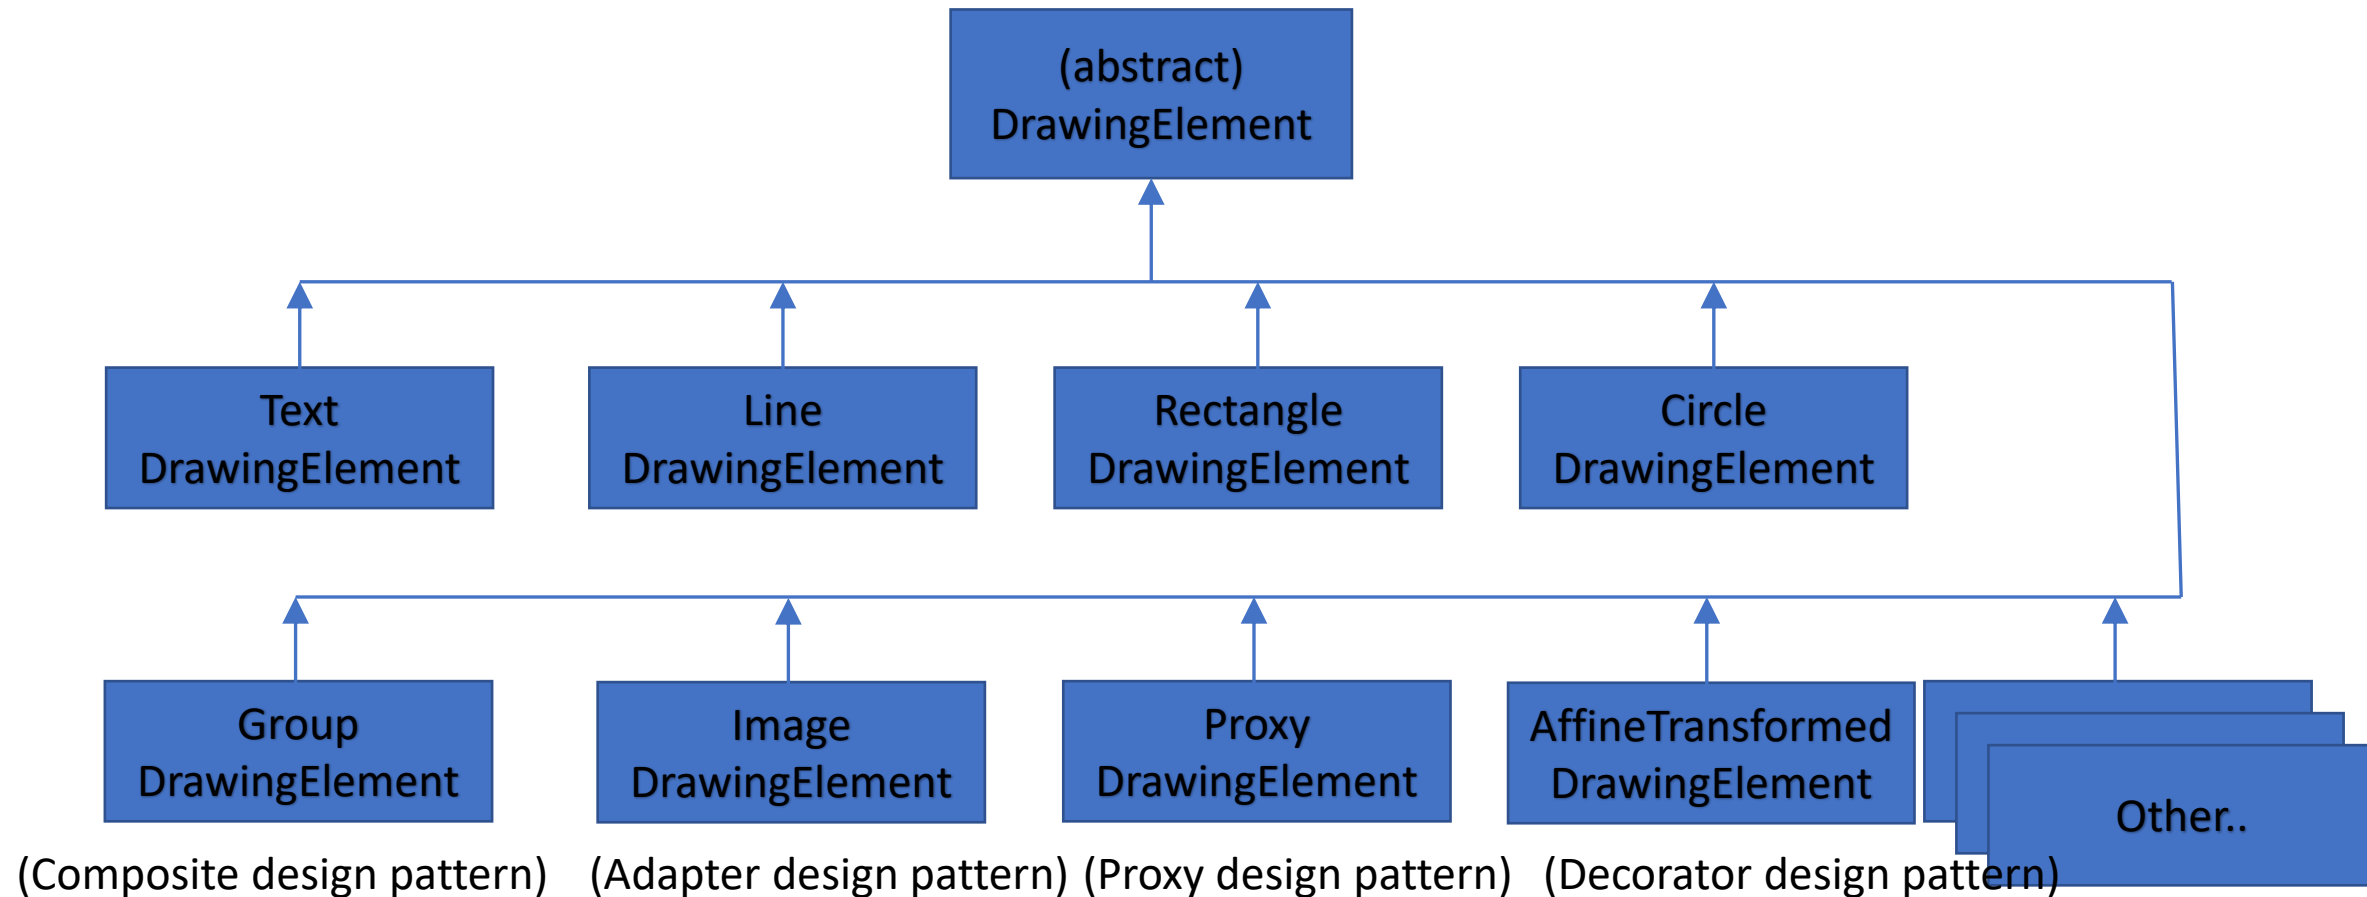 (abstract)
DrawingElement
Text
DrawingElement
Line
DrawingElement
Rectangle
DrawingElement
Circle
DrawingElement
Group
DrawingElement
Image
DrawingElement
Proxy
DrawingElement
AffineTransformed
DrawingElement
Other..
(Composite design pattern)
(Adapter design pattern)
(Proxy design pattern)
(Decorator design pattern)